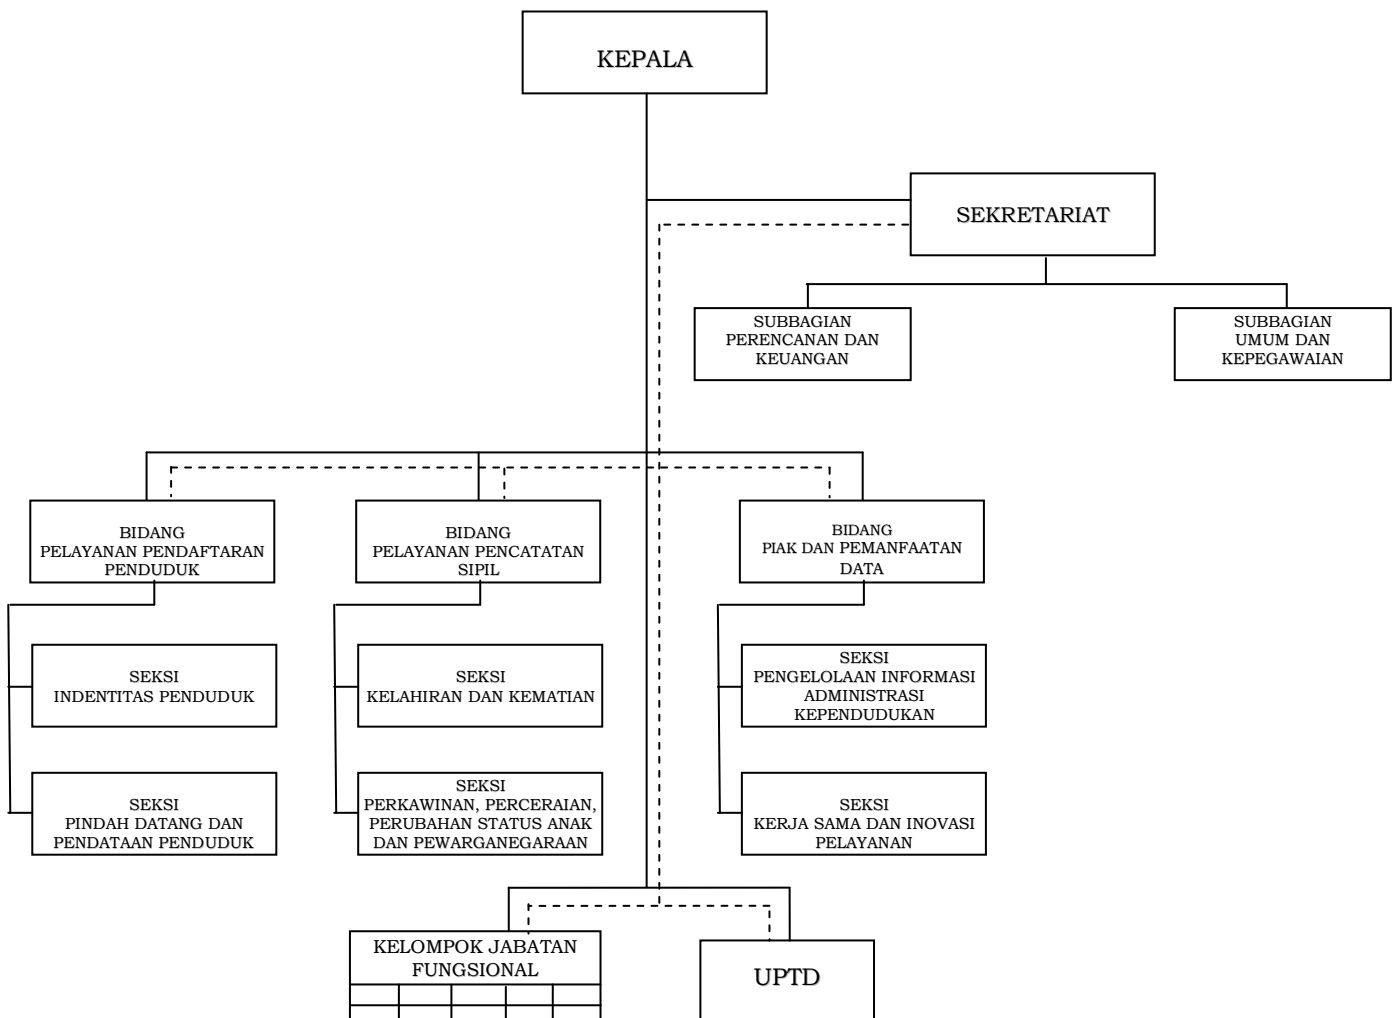 KEPALA
SEKRETARIAT
SUBBAGIAN
PERENCANAN DAN
KEUANGAN
SUBBAGIAN
UMUM DAN
KEPEGAWAIAN
BIDANG
PELAYANAN PENDAFTARAN
PENDUDUK
BIDANG
PELAYANAN PENCATATAN
SIPIL
BIDANG
PIAK DAN PEMANFAATAN
DATA
SEKSI
INDENTITAS PENDUDUK
SEKSI
KELAHIRAN DAN KEMATIAN
SEKSI
PENGELOLAAN INFORMASI
ADMINISTRASI
KEPENDUDUKAN
SEKSI
PINDAH DATANG DAN
PENDATAAN PENDUDUK
SEKSI
PERKAWINAN, PERCERAIAN,
PERUBAHAN STATUS ANAK
DAN PEWARGANEGARAAN
SEKSI
KERJA SAMA DAN INOVASI
PELAYANAN
KELOMPOK JABATAN
FUNGSIONAL
UPTD